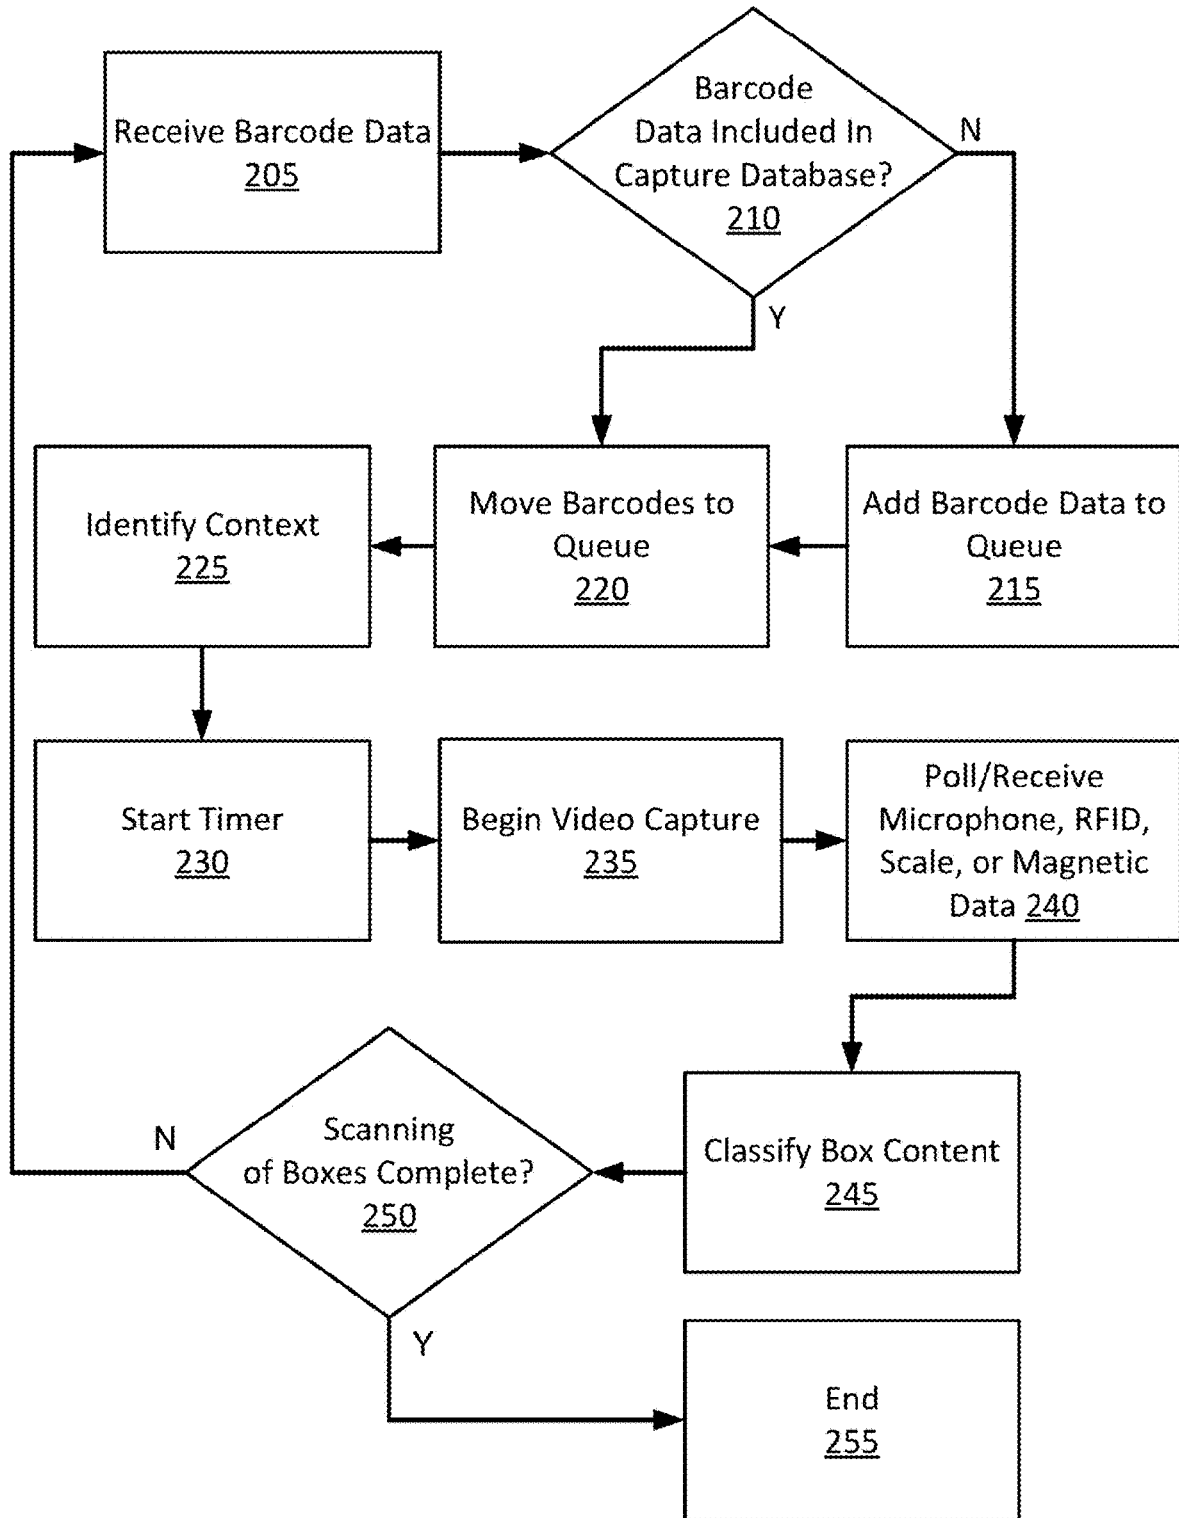 Receive Barcode Data
205
Barcode
Data Included In
Capture Database?
210
N
Y
Identify Context
225
Move Barcodes to
Queue
220
Add Barcode Data to
Queue
215
Start Timer
230
Begin Video Capture
235
Poll/Receive
Microphone, RFID,
Scale, or Magnetic
Data 240
N
Scanning
of Boxes Complete?
250
Y
Classify Box Content
245
End
255